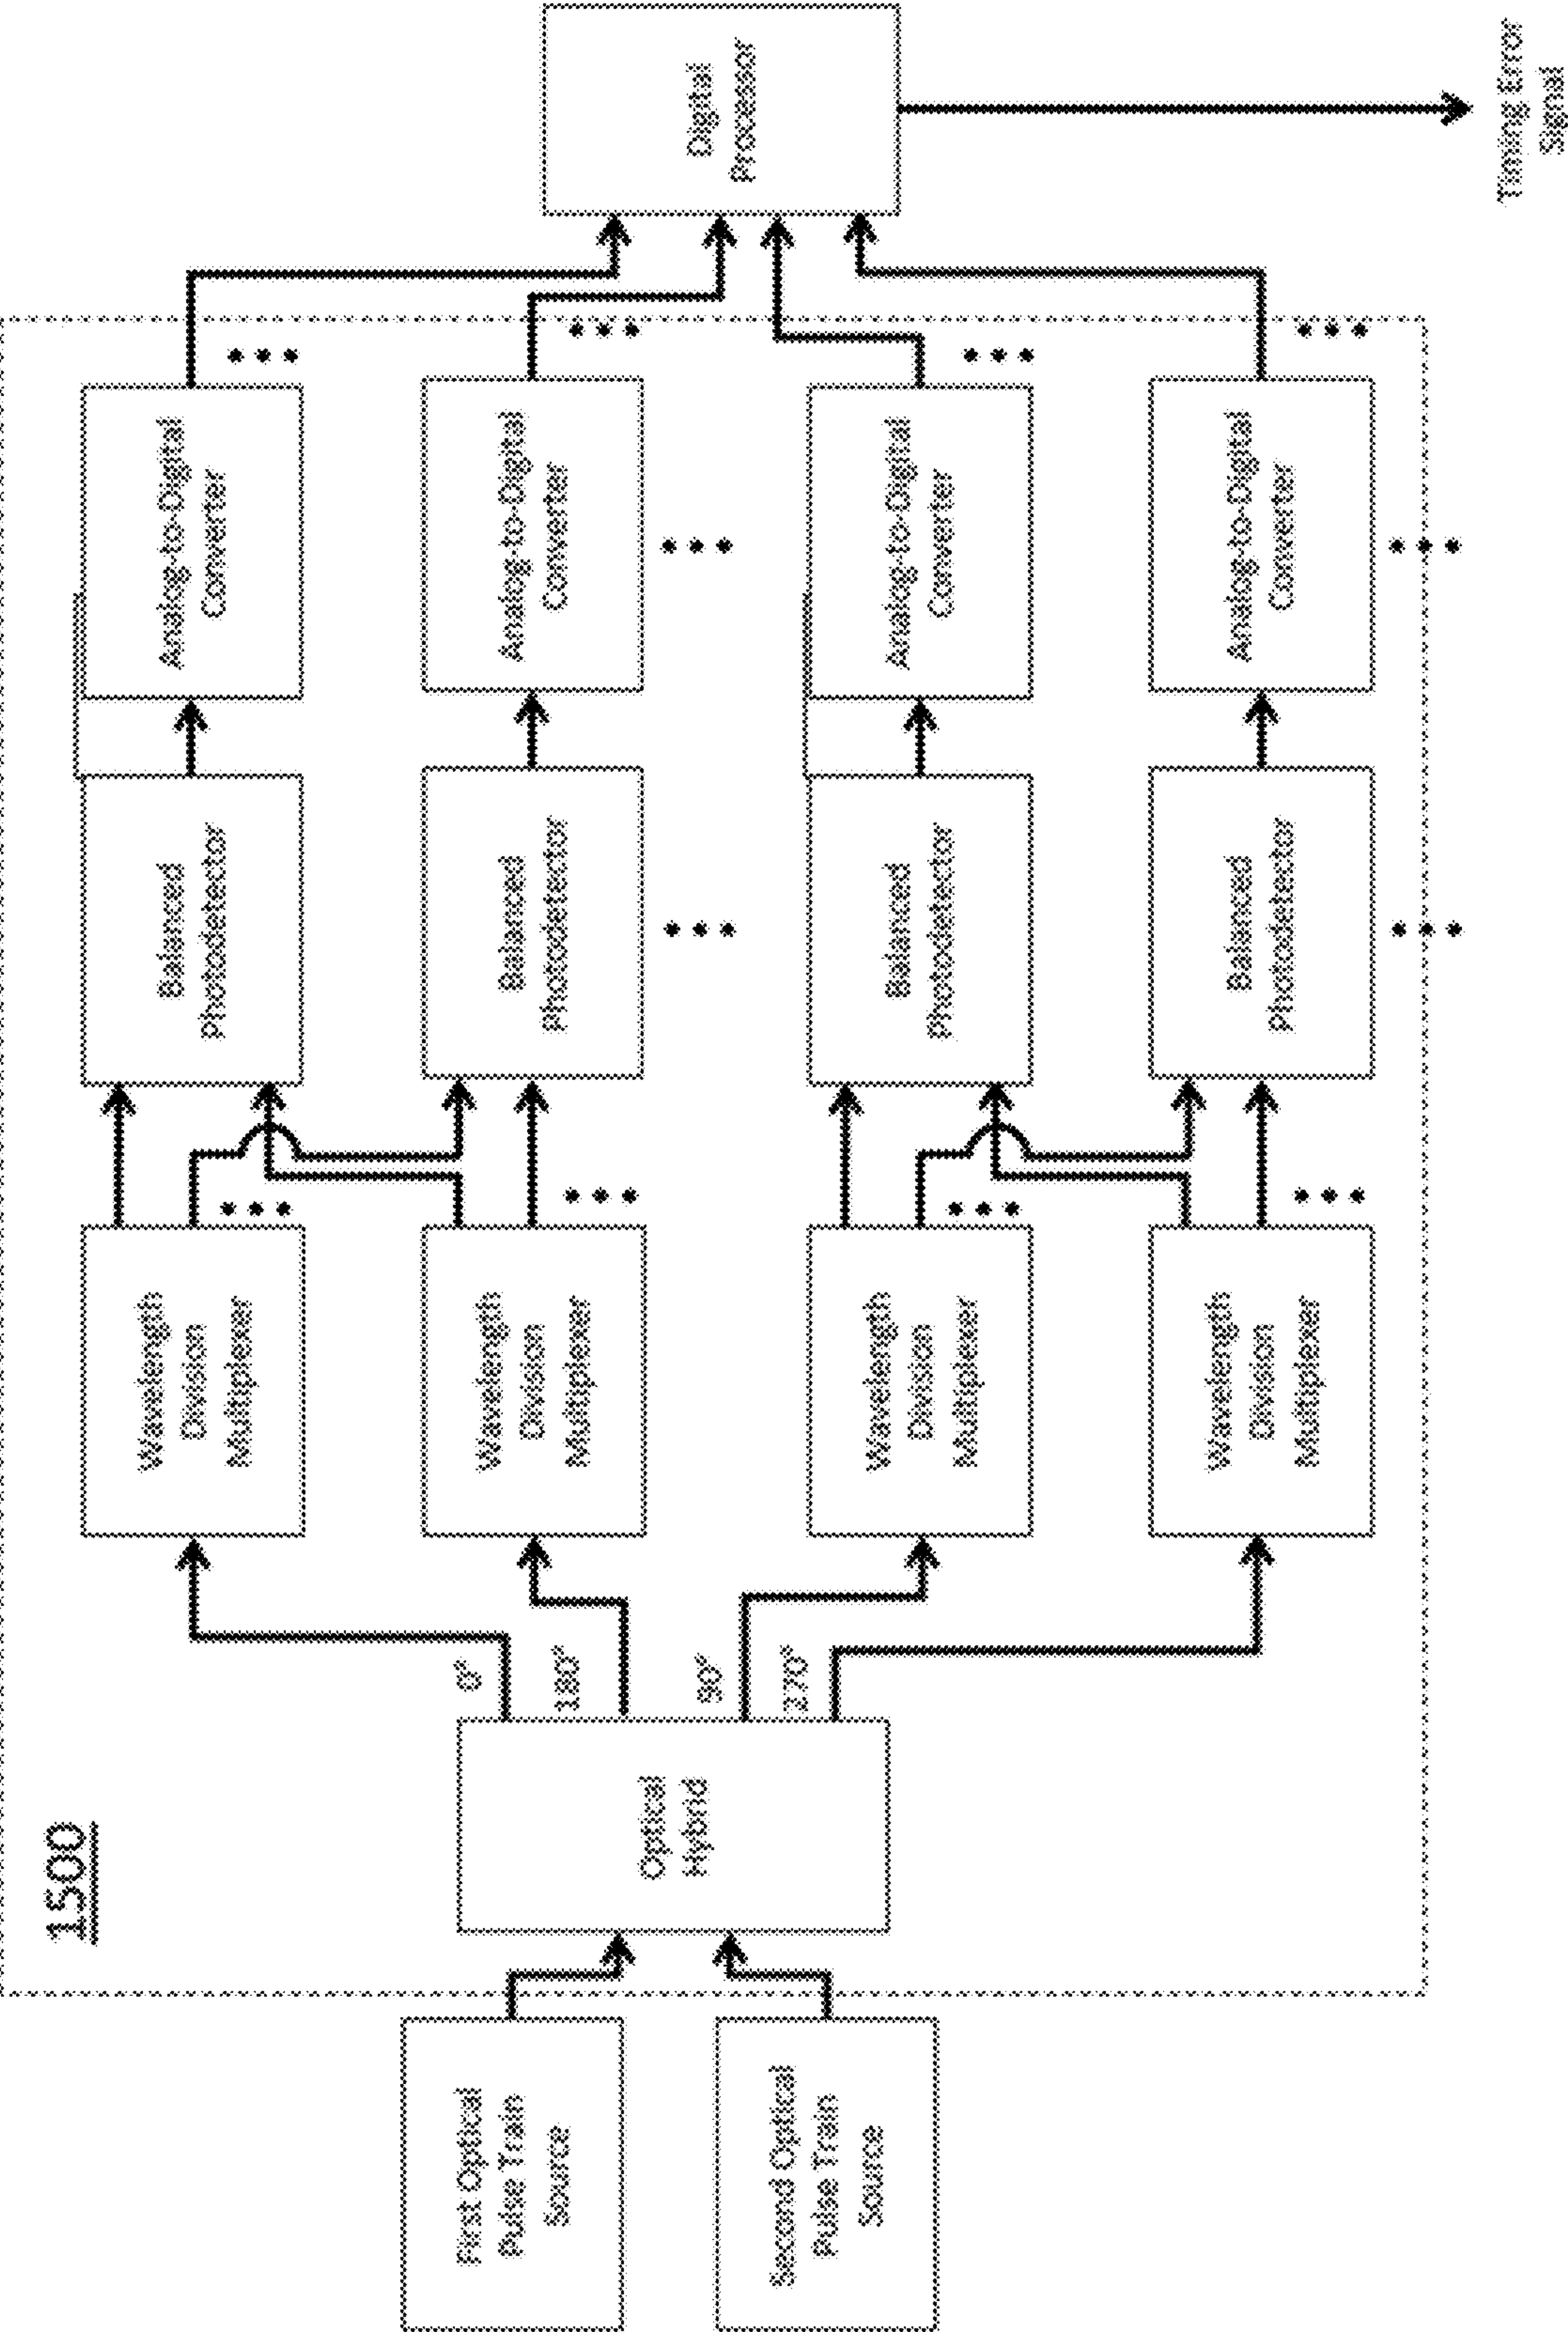 1500
First Optical
Pulse Train
Source
Second Optical
Pulse Train
Source
Optical
Hybrid
0°
180°
90°
270°
Wavelength
Division
Multiplexer
Wavelength
Division
Multiplexer
Wavelength
Division
Multiplexer
Wavelength
Division
Multiplexer
Balanced
Photodetector
Balanced
Photodetector
Balanced
Photodetector
Balanced
Photodetector
Analog-to-Digital
Converter
Analog-to-Digital
Converter
Analog-to-Digital
Converter
Analog-to-Digital
Converter
Digital
Processor
Timing Error
Signal